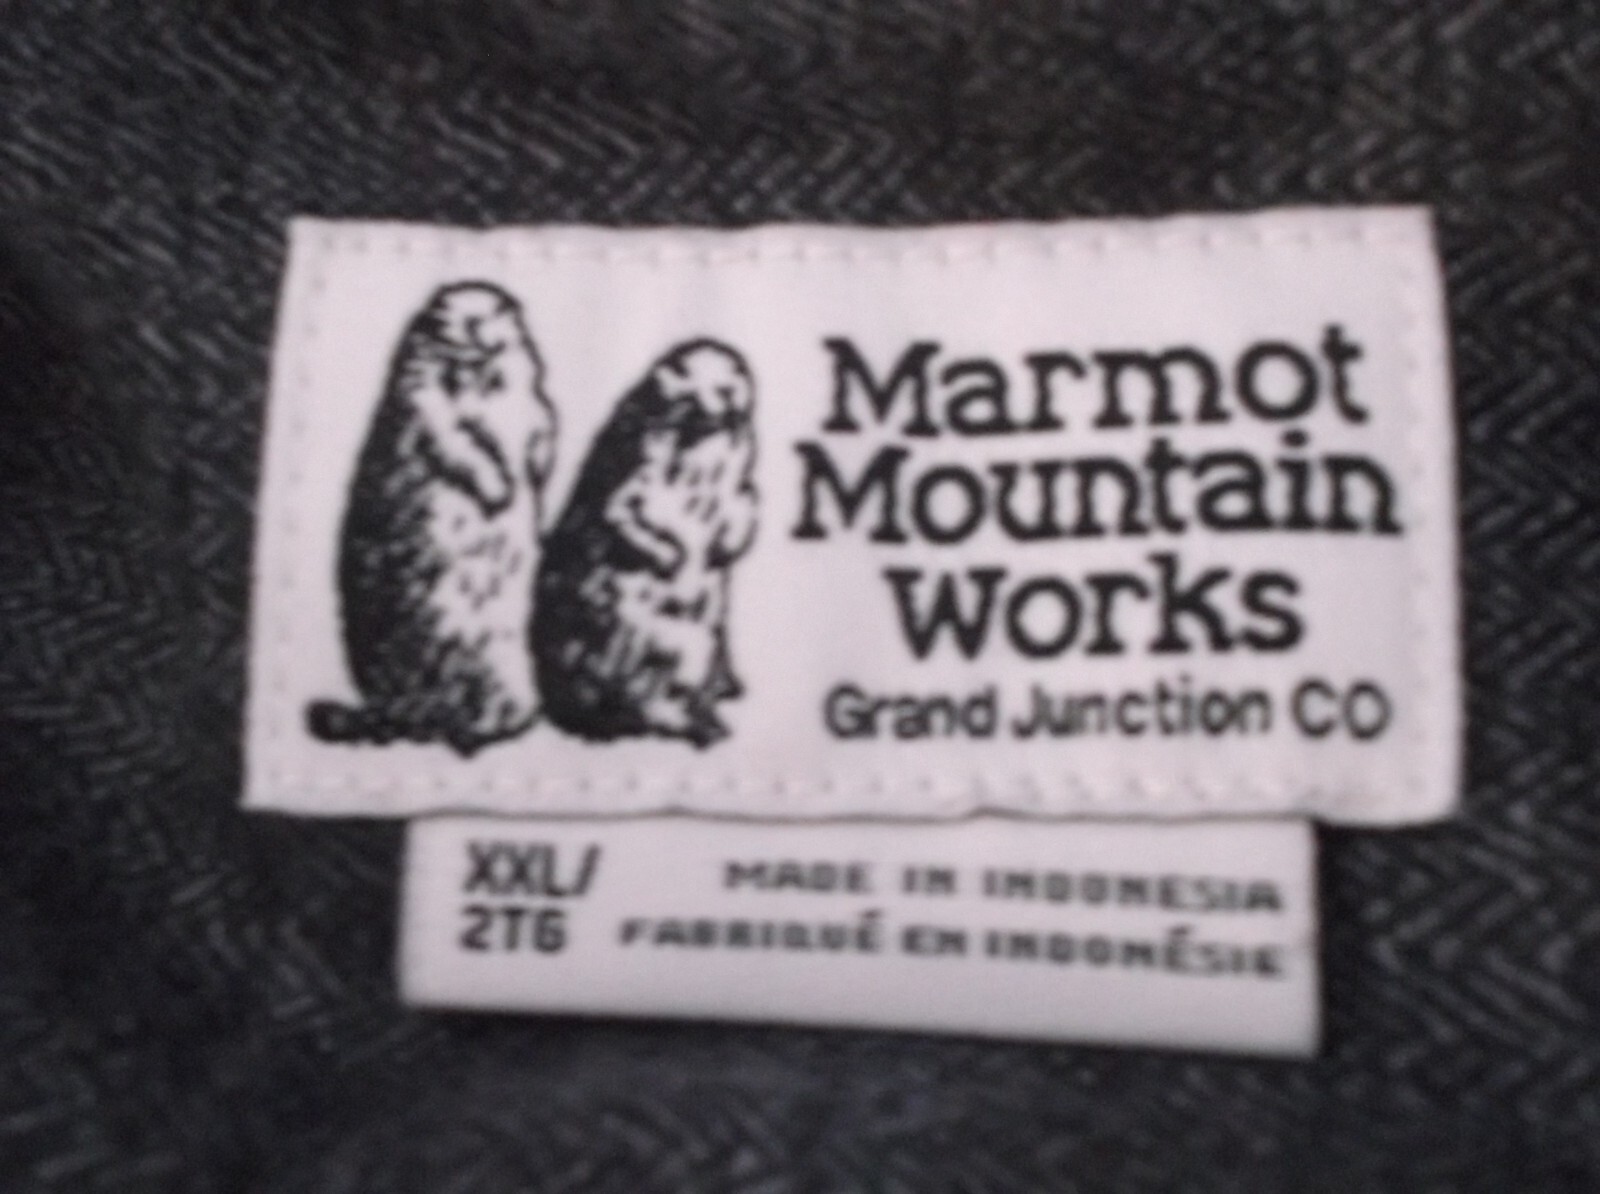 Marmot
Mountain
Works
Grand Junction CO
XXL/
2TG
MADE IN INDONESIA
FABRIQUÉ EN INDONÉSIE